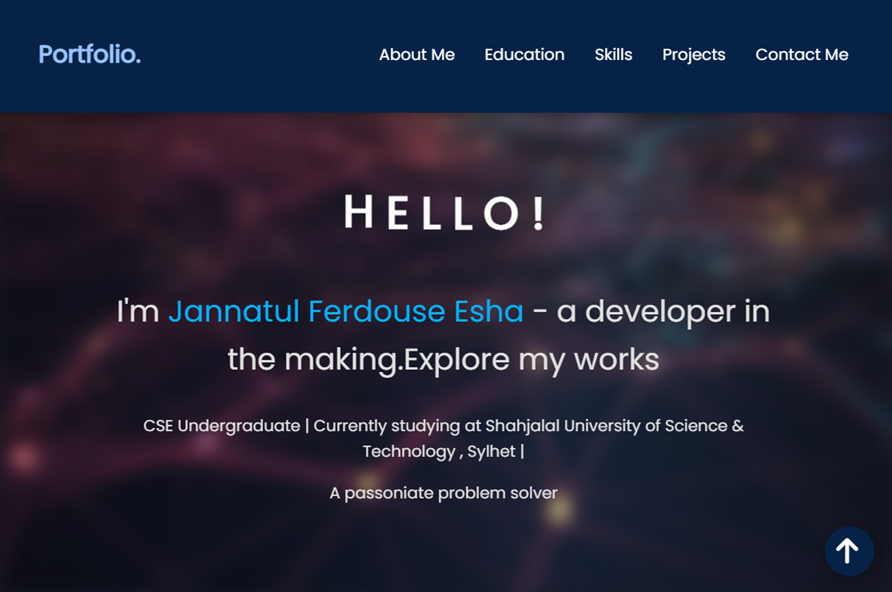 Portfolio.
About Me Education Skills Projects Contact Me
HELLO!
I'm Jannatul Ferdouse Esha - a developer in
the making.Explore my works
CSE Undergraduate | Currently studying at Shahjalal University of Science &
Technology , Sylhet |
A passoniate problem solver